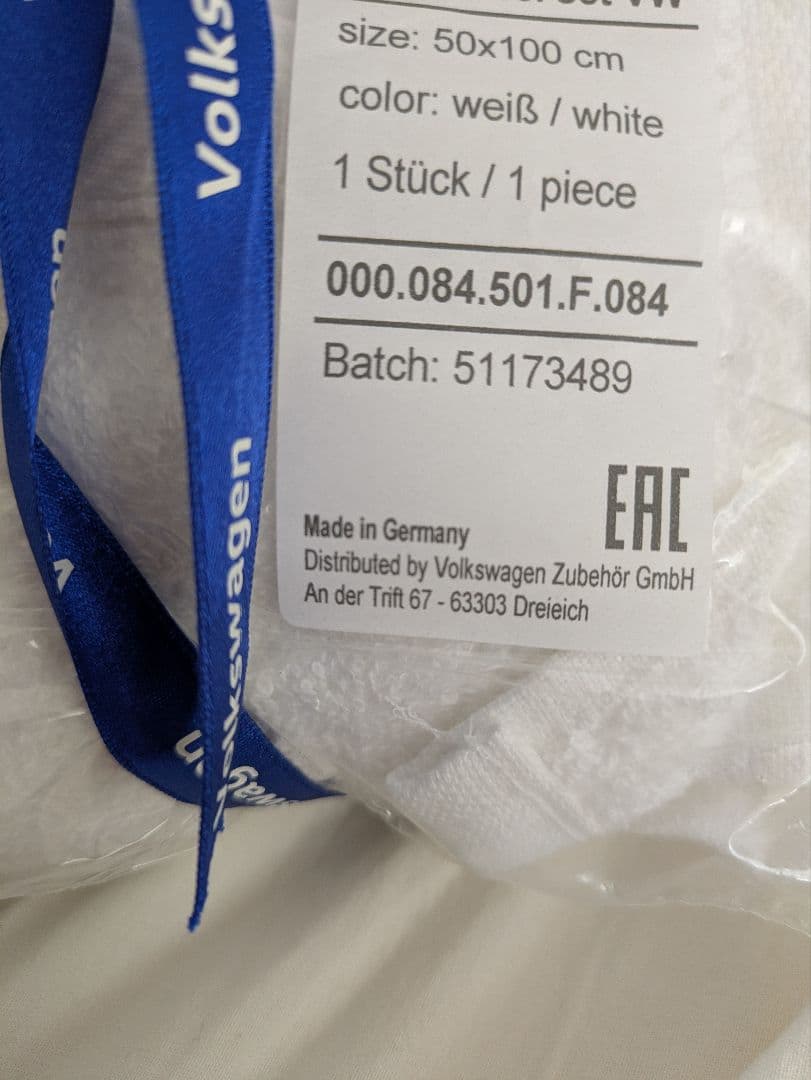 size: 50x100 cm
color: weiß / white
1 Stück / 1 piece
000.084.501.F.084
Batch: 51173489
EAC
Made in Germany
Distributed by Volkswagen Zubehör GmbH
An der Trift 67 - 63303 Dreieich
Volks
Volkswagen